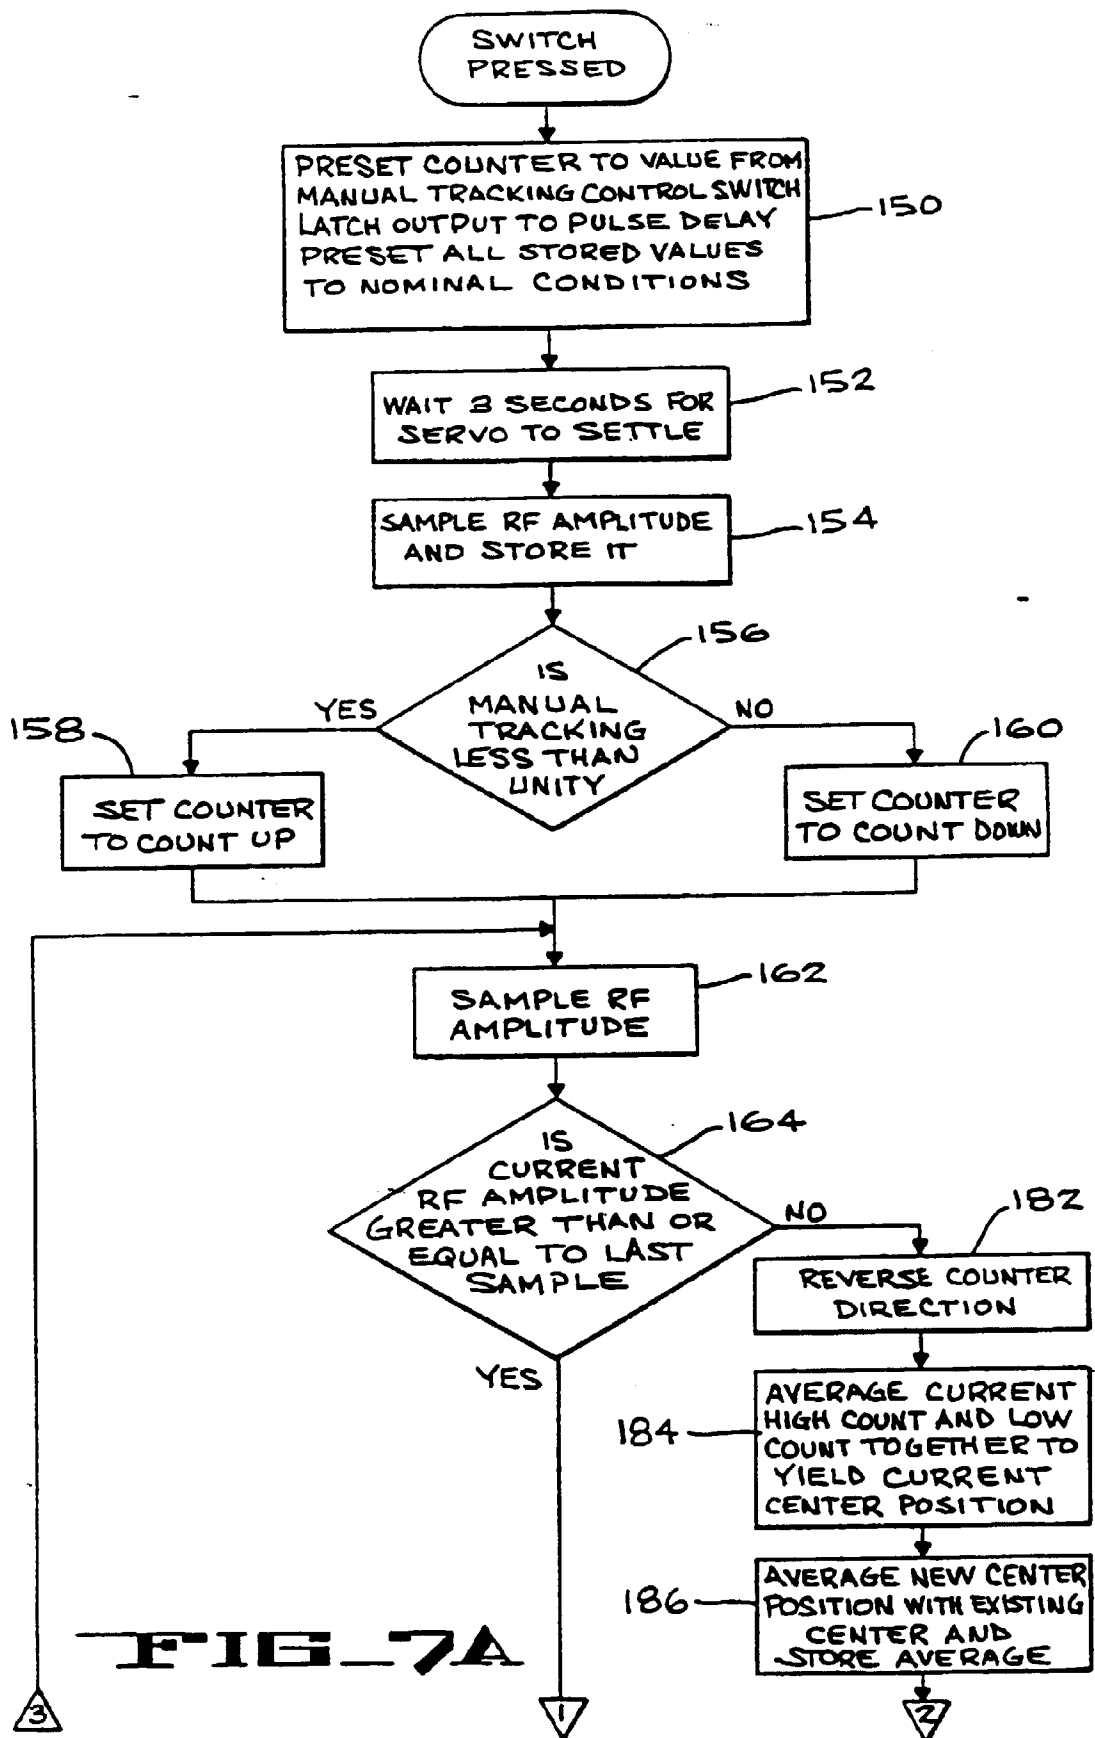 SWITCH
PRESSED
PRESET COUNTER TO VALUE FROM
MANUAL TRACKING CONTROL SWITCH
LATCH OUTPUT TO PULSE DELAY
PRESET ALL STORED VALUES
TO NOMINAL CONDITIONS
150
WAIT 3 SECONDS FOR
SERVO TO SETTLE
152
SAMPLE RF AMPLITUDE
AND STORE IT
154
IS
MANUAL
TRACKING
LESS THAN
UNITY
156
YES
NO
158
SET COUNTER
TO COUNT UP
160
SET COUNTER
TO COUNT DOWN
SAMPLE RF
AMPLITUDE
162
IS
CURRENT
RF AMPLITUDE
GREATER THAN OR
EQUAL TO LAST
SAMPLE
164
NO
YES
182
REVERSE COUNTER
DIRECTION
184
AVERAGE CURRENT
HIGH COUNT AND LOW
COUNT TOGETHER TO
YIELD CURRENT
CENTER POSITION
186
AVERAGE NEW CENTER
POSITION WITH EXISTING
CENTER AND
STORE AVERAGE
FIG_7A
3
1
2